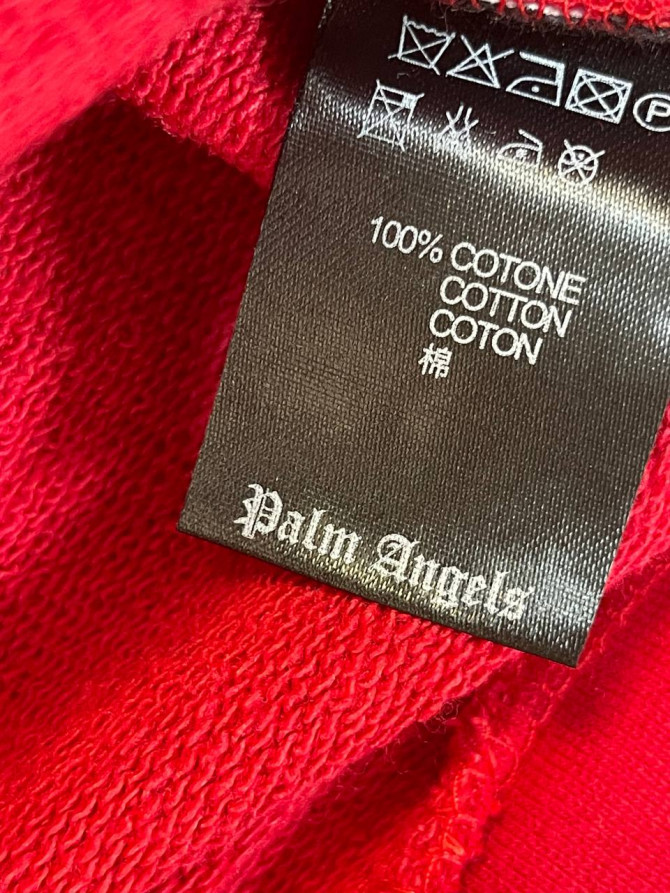 P
100% COTONE
COTTON
COTON
棉
Palm Angels